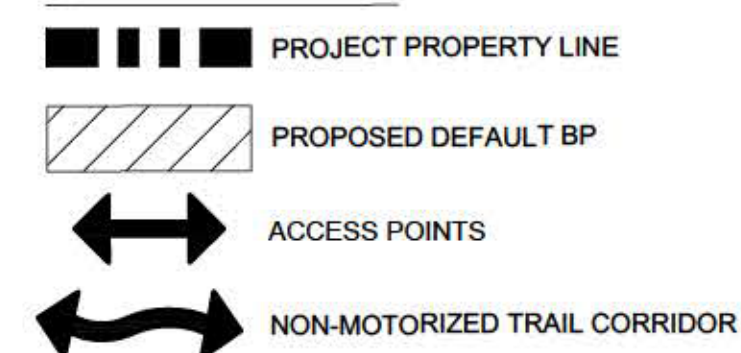 PROJECT PROPERTY LINE
PROPOSED DEFAULT BP
ACCESS POINTS
NON-MOTORIZED TRAIL CORRIDOR